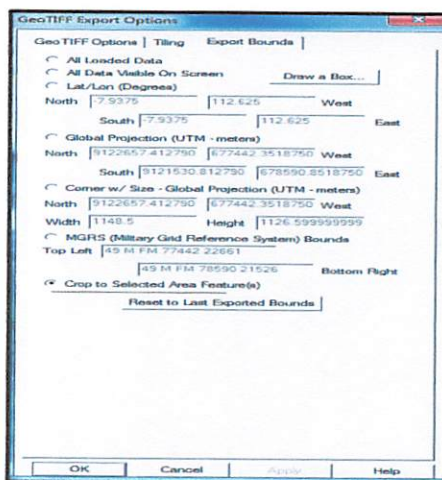 GeoTIFF Export Options
GeoTIFF Options | Tiling | Export Bounds
All Loaded Data
All Data Visible On Screen
Draw a Box...
Lat/Lon (Degrees)
North -7.9375 112.625 West
South -7.9375 112.625 East
Global Projection (UTM - meters)
North 9122657.412790 677442.3518750 West
South 9121530.812790 678590.8518750 East
Corner w/ Size - Global Projection (UTM - meters)
North 9122657.412790 677442.3518750 West
Width 1148.5 Height 1126.599999999
MGRS (Military Grid Reference System) Bounds
Top Left 49 M FM 77442 22661
49 M FM 78590 21526 Bottom Right
Crop to Selected Area Feature(s)
Reset to Last Exported Bounds
OK Cancel Apply Help